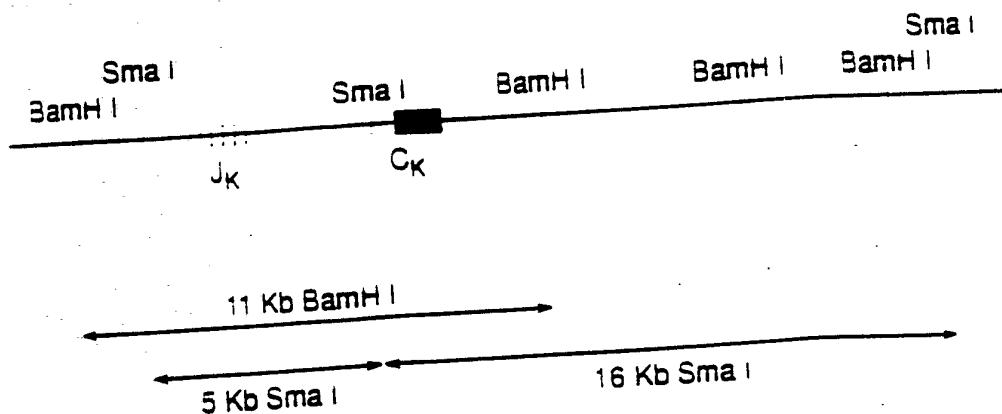 Sma I
BamH I
Sma I
BamH I
BamH I
BamH I
Sma I
JK
CK
11 Kb BamH I
5 Kb Sma I
16 Kb Sma I